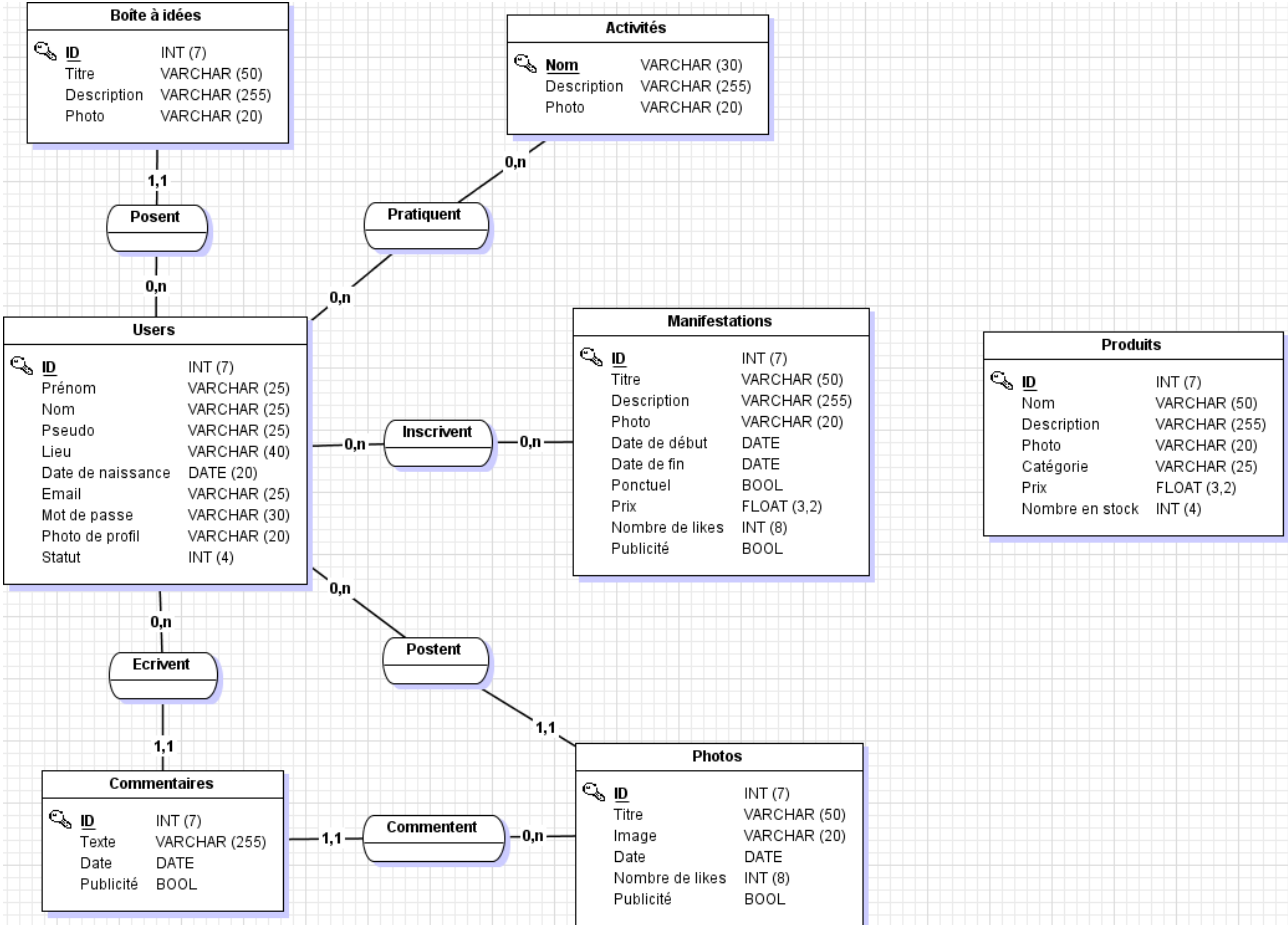 Boîte à idées
ID INT (7)
Titre VARCHAR (50)
Description VARCHAR (255)
Photo VARCHAR (20)
Activités
Nom VARCHAR (30)
Description VARCHAR (255)
Photo VARCHAR (20)
1,1
Posent
0,n
0,n
Pratiquent
0,n
Users
ID INT (7)
Prénom VARCHAR (25)
Nom VARCHAR (25)
Pseudo VARCHAR (25)
Lieu VARCHAR (40)
Date de naissance DATE (20)
Email VARCHAR (25)
Mot de passe VARCHAR (30)
Photo de profil VARCHAR (20)
Statut INT (4)
0,n
Inscrivent
0,n
Manifestations
ID INT (7)
Titre VARCHAR (50)
Description VARCHAR (255)
Photo VARCHAR (20)
Date de début DATE
Date de fin DATE
Ponctuel BOOL
Prix FLOAT (3,2)
Nombre de likes INT (8)
Publicité BOOL
Produits
ID INT (7)
Nom VARCHAR (50)
Description VARCHAR (255)
Photo VARCHAR (20)
Catégorie VARCHAR (25)
Prix FLOAT (3,2)
Nombre en stock INT (4)
0,n
Ecrivent
1,1
0,n
Postent
1,1
Commentaires
ID INT (7)
Texte VARCHAR (255)
Date DATE
Publicité BOOL
1,1
Commentent
0,n
Photos
ID INT (7)
Titre VARCHAR (50)
Image VARCHAR (20)
Date DATE
Nombre de likes INT (8)
Publicité BOOL